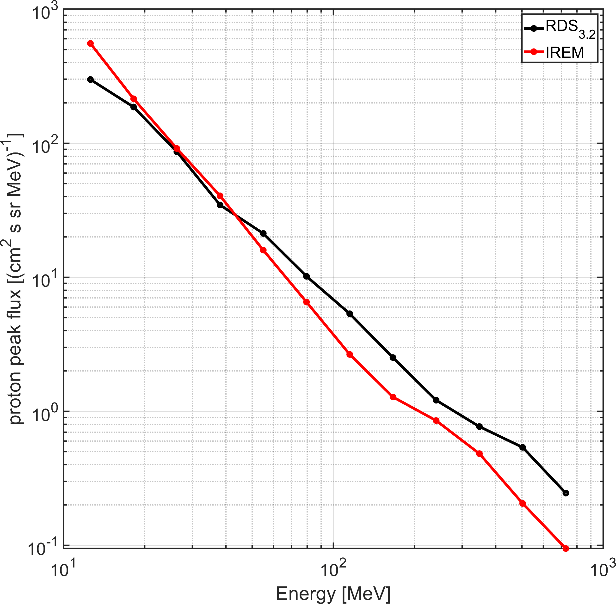 10³
10²
10¹
10⁰
10⁻¹
proton peak flux [(cm² s sr MeV)⁻¹]
RDS₃.₂
IREM
10¹
10²
10³
Energy [MeV]